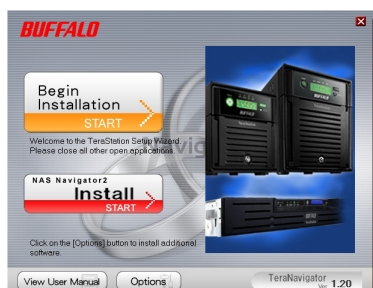 BUFFALO
Begin
Installation
START
Welcome to the TeraStation Setup Wizard.
Please close all other open applications.
NAS Navigator2
Install
START
Click on the [Options] button to install additional
software.
View User Manual
Options
TeraNavigator
Ver 1.20